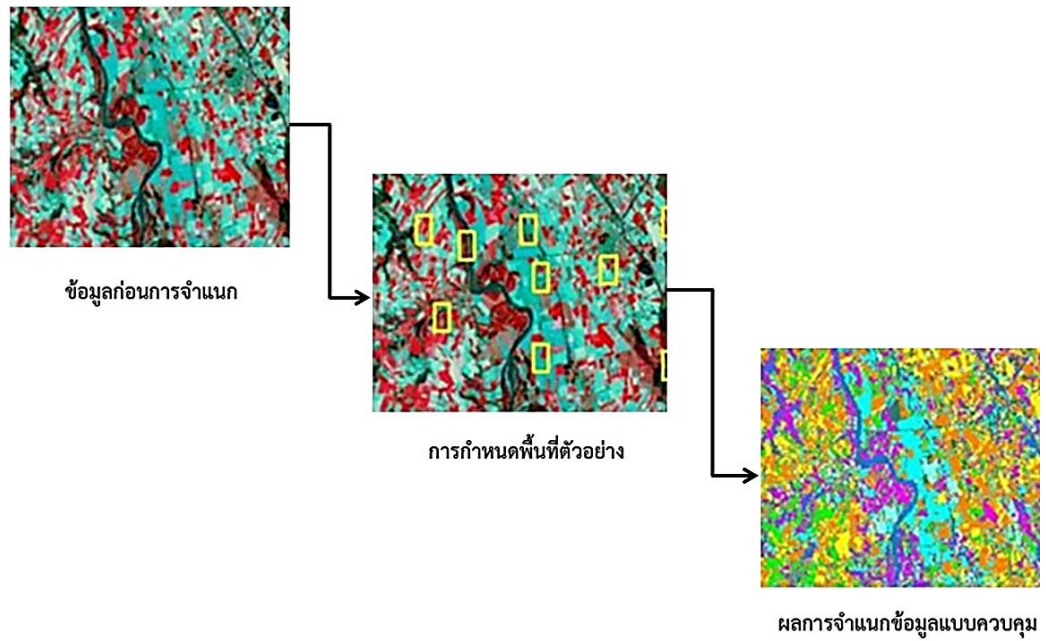 ข้อมูลก่อนการจำแนก
การกำหนดพื้นที่ตัวอย่าง
ผลการจำแนกข้อมูลแบบควบคุม